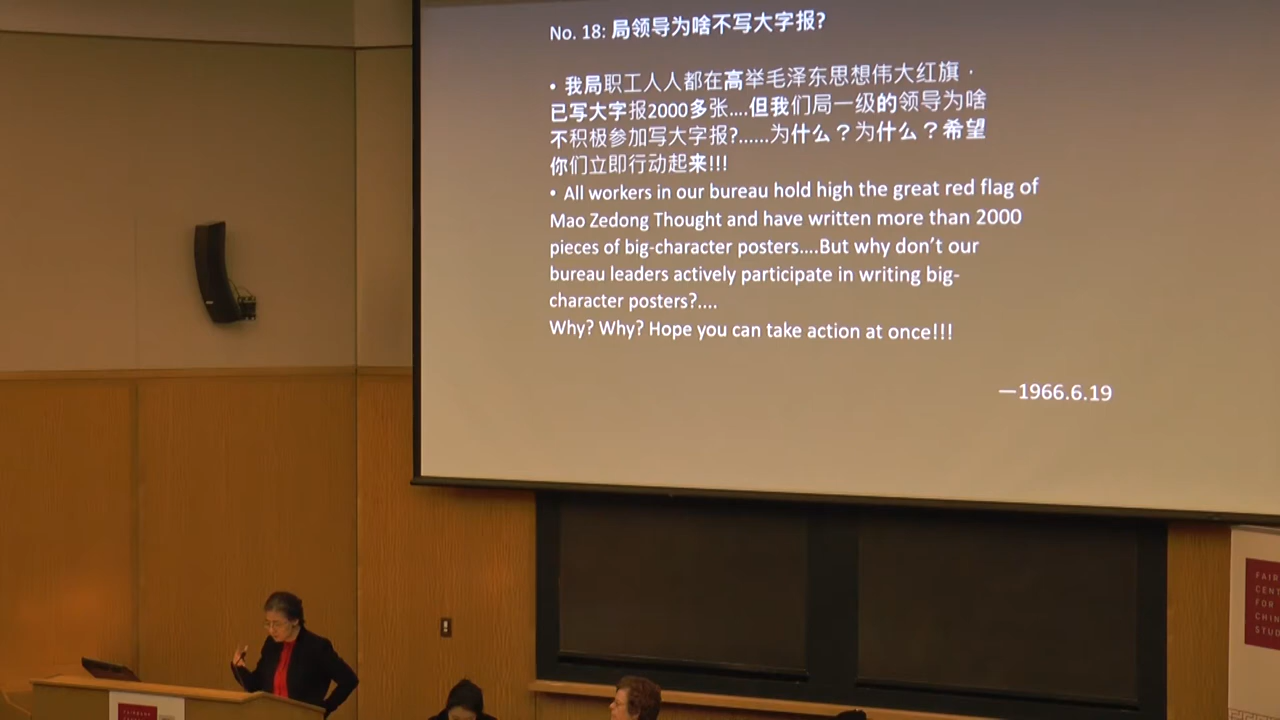 No. 18: 局领导为啥不写大字报?
• 我局职工人人都在高举毛泽东思想伟大红旗．
已写大字报2000多张....但我们局一级的领导为啥
不积极参加写大字报?......为什么？为什么？希望
你们立即行动起来!!!
• All workers in our bureau hold high the great red flag of
Mao Zedong Thought and have written more than 2000
pieces of big-character posters....But why don't our
bureau leaders actively participate in writing big-
character posters?....
Why? Why? Hope you can take action at once!!!
—1966.6.19
FAIR
CENT
FOR
CHIN
STUD
FAIRBANK